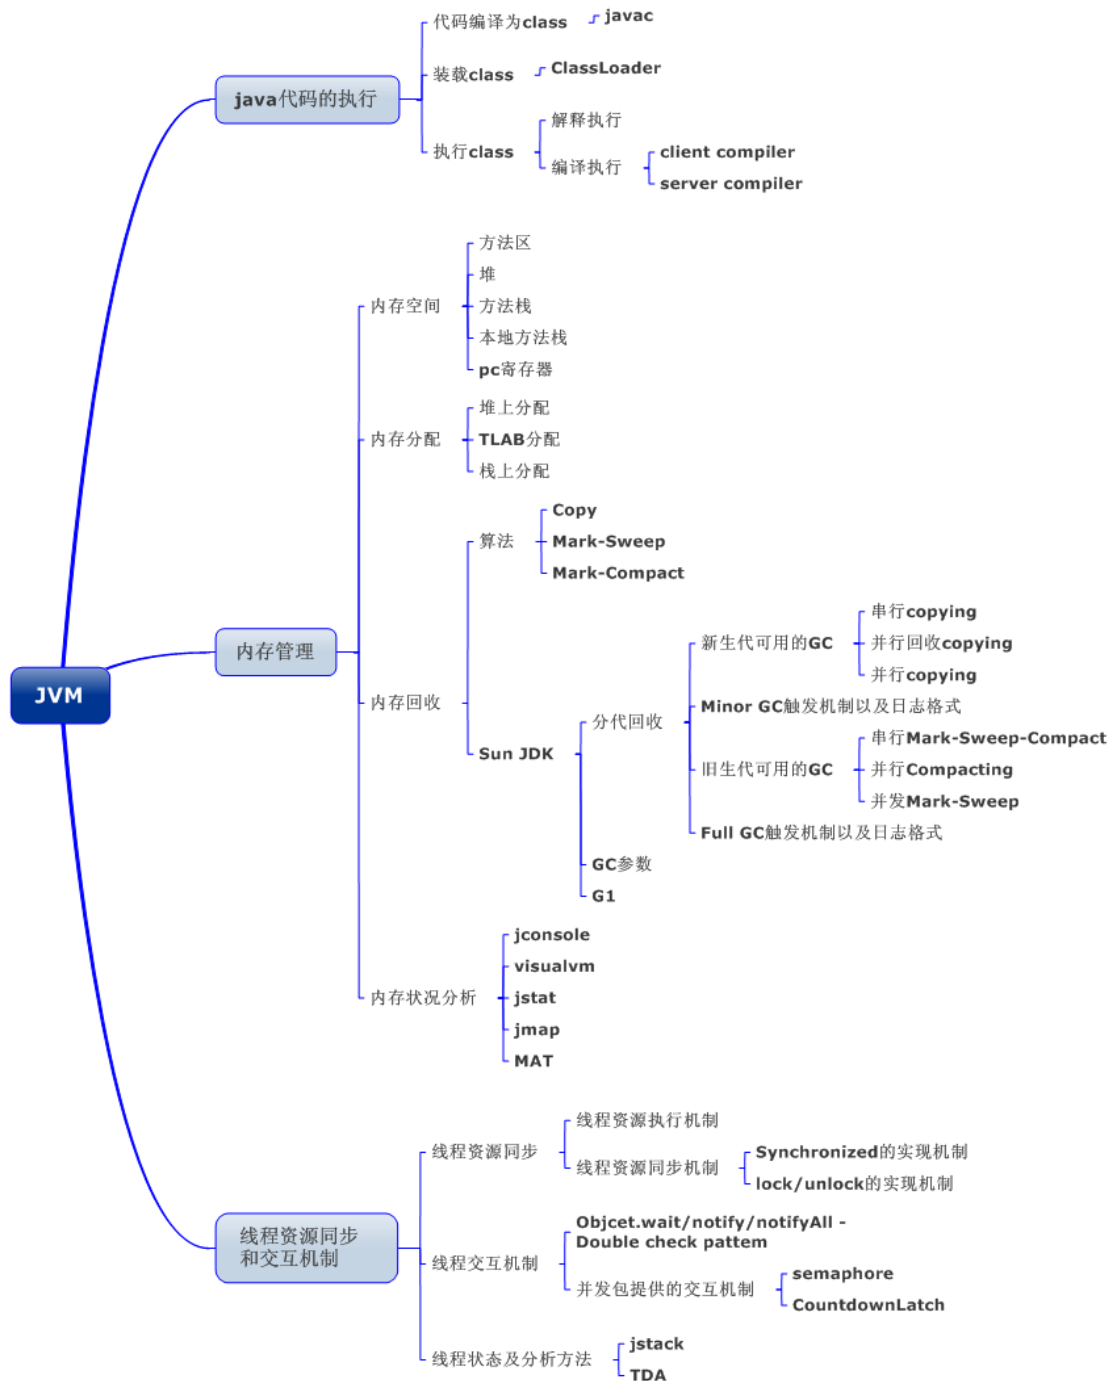 JVM
java代码的执行
代码编译为class
javac
装载class
ClassLoader
执行class
解释执行
编译执行
client compiler
server compiler
内存管理
内存空间
方法区
堆
方法栈
本地方法栈
pc寄存器
内存分配
堆上分配
TLAB分配
栈上分配
内存回收
算法
Copy
Mark-Sweep
Mark-Compact
Sun JDK
分代回收
新生代可用的GC
串行copying
并行回收copying
并行copying
Minor GC触发机制以及日志格式
旧生代可用的GC
串行Mark-Sweep-Compact
并行Compacting
并发Mark-Sweep
Full GC触发机制以及日志格式
GC参数
G1
内存状况分析
jconsole
visualvm
jstat
jmap
MAT
线程资源同步
和交互机制
线程资源同步
线程资源执行机制
线程资源同步机制
Synchronized的实现机制
lock/unlock的实现机制
线程交互机制
Objcet.wait/notify/notifyAll -
Double check pattem
并发包提供的交互机制
semaphore
CountdownLatch
线程状态及分析方法
jstack
TDA